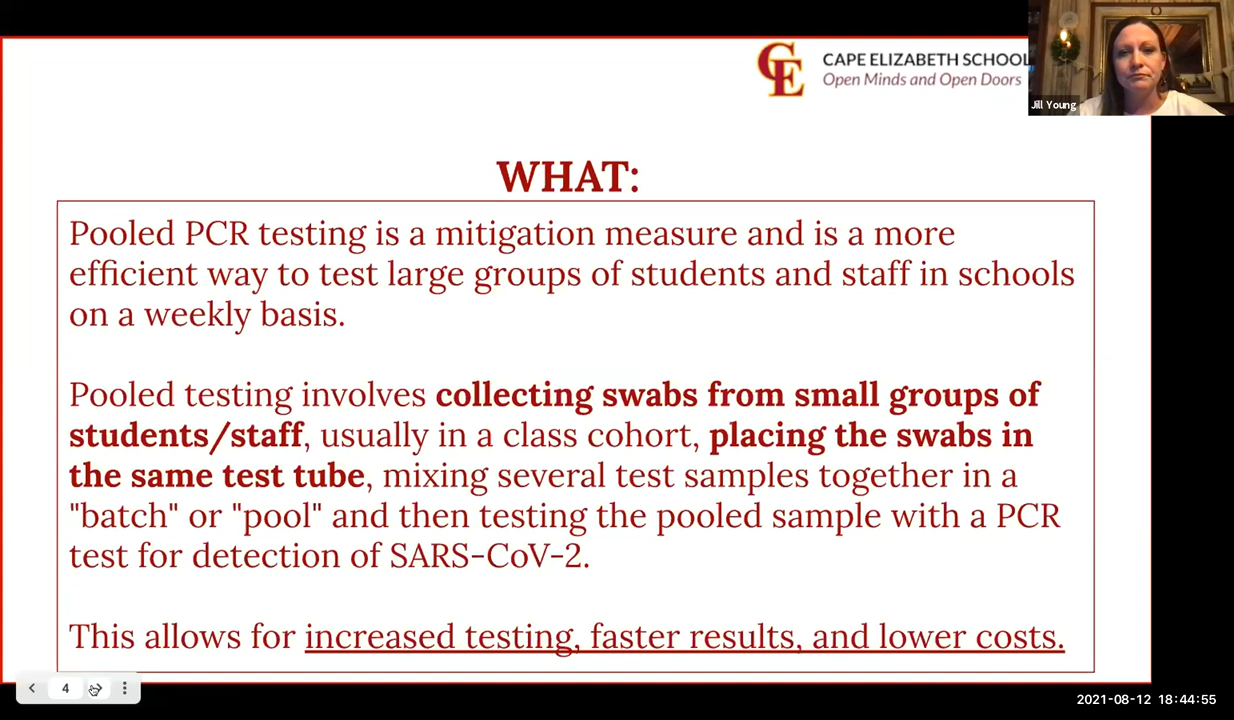 CAPE ELIZABETH SCHOOL
Open Minds and Open Doors
Jill Young
WHAT:
Pooled PCR testing is a mitigation measure and is a more
efficient way to test large groups of students and staff in schools
on a weekly basis.
Pooled testing involves collecting swabs from small groups of
students/staff, usually in a class cohort, placing the swabs in
the same test tube, mixing several test samples together in a
"batch" or "pool" and then testing the pooled sample with a PCR
test for detection of SARS-CoV-2.
This allows for increased testing, faster results, and lower costs.
4
2021-08-12 18:44:55